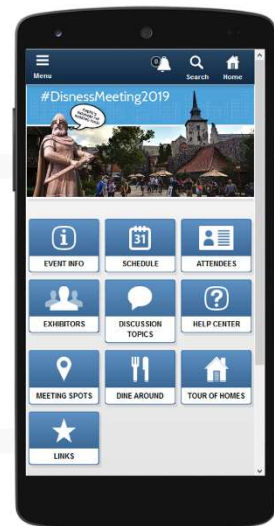 0
Menu
Search
Home
#DisnessMeeting2019
31
EVENT INFO
SCHEDULE
ATTENDEES
EXHIBITORS
DISCUSSION
TOPICS
HELP CENTER
MEETING SPOTS
DINE AROUND
TOUR OF HOMES
LINKS